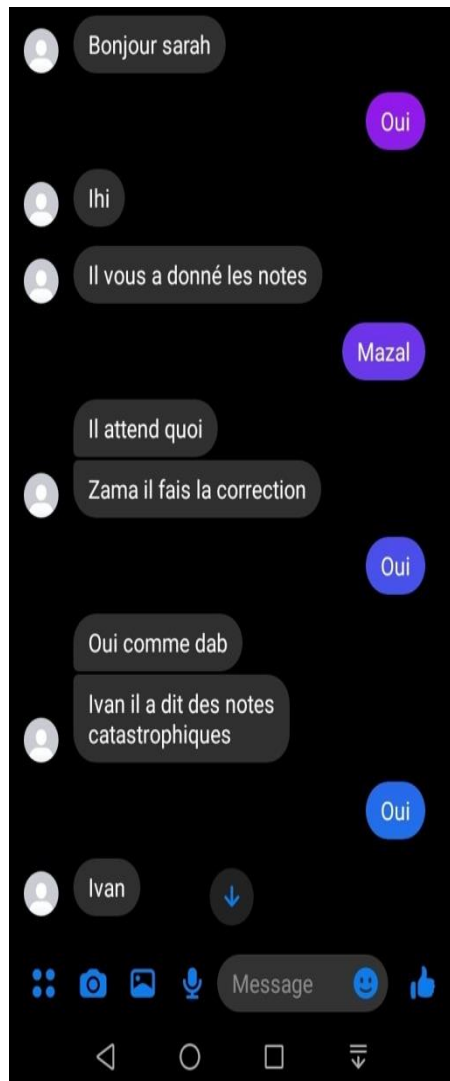 Bonjour sarah
Oui
Ihi
Il vous a donné les notes
Mazal
Il attend quoi
Zama il fais la correction
Oui
Oui comme dab
Ivan il a dit des notes
catastrophiques
Oui
Ivan
Message